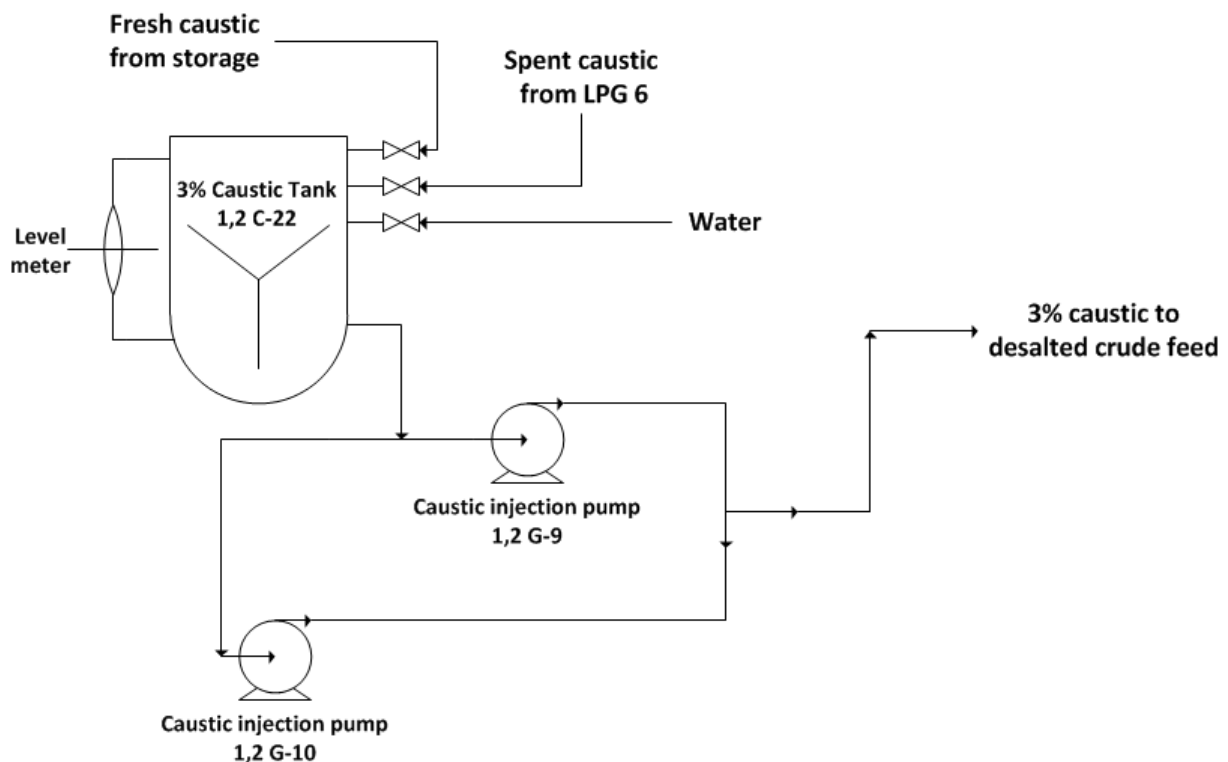 Fresh caustic
from storage
Spent caustic
from LPG 6
3% Caustic Tank
1,2 C-22
Water
Level
meter
3% caustic to
desalted crude feed
Caustic injection pump
1,2 G-9
Caustic injection pump
1,2 G-10